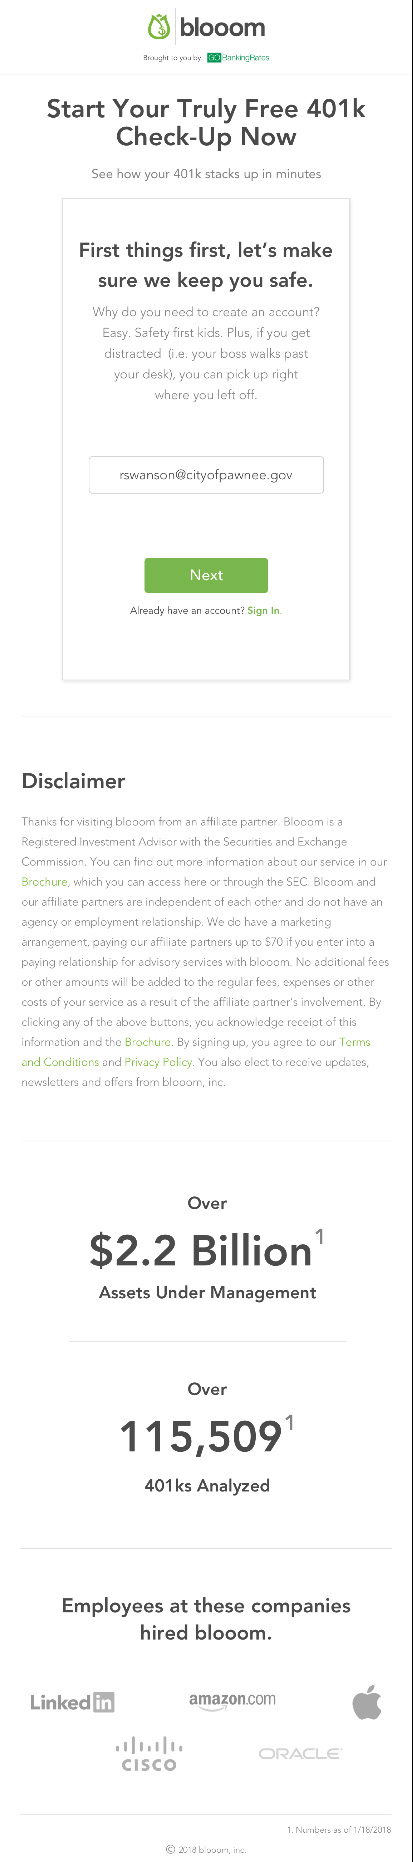 blooom
Brought to you by: GOBankingRates
Start Your Truly Free 401k
Check-Up Now
See how your 401k stacks up in minutes
First things first, let's make
sure we keep you safe.
Why do you need to create an account?
Easy. Safety first kids. Plus, if you get
distracted (i.e. your boss walks past
your desk), you can pick up right
where you left off.
rswanson@cityofpawnee.gov
Next
Already have an account? Sign In.
Disclaimer
Thanks for visiting blooom from an affiliate partner. Blooom is a
Registered Investment Advisor with the Securities and Exchange
Commission. You can find out more information about our service in our
Brochure, which you can access here or through the SEC. Blooom and
our affiliate partners are independent of each other and do not have an
agency or employment relationship. We do have a marketing
arrangement, paying our affiliate partners up to $70 if you enter into a
paying relationship for advisory services with blooom. No additional fees
or other amounts will be added to the regular fees, expenses or other
costs of your service as a result of the affiliate partner's involvement. By
clicking any of the above buttons, you acknowledge receipt of this
information and the Brochure. By signing up, you agree to our Terms
and Conditions and Privacy Policy. You also elect to receive updates,
newsletters and offers from blooom, inc.
Over
$2.2 Billion1
Assets Under Management
Over
115,5091
401ks Analyzed
Employees at these companies
hired blooom.
Linked in
amazon.com
CISCO
ORACLE
1. Numbers as of 1/18/2018
© 2018 blooom, inc.